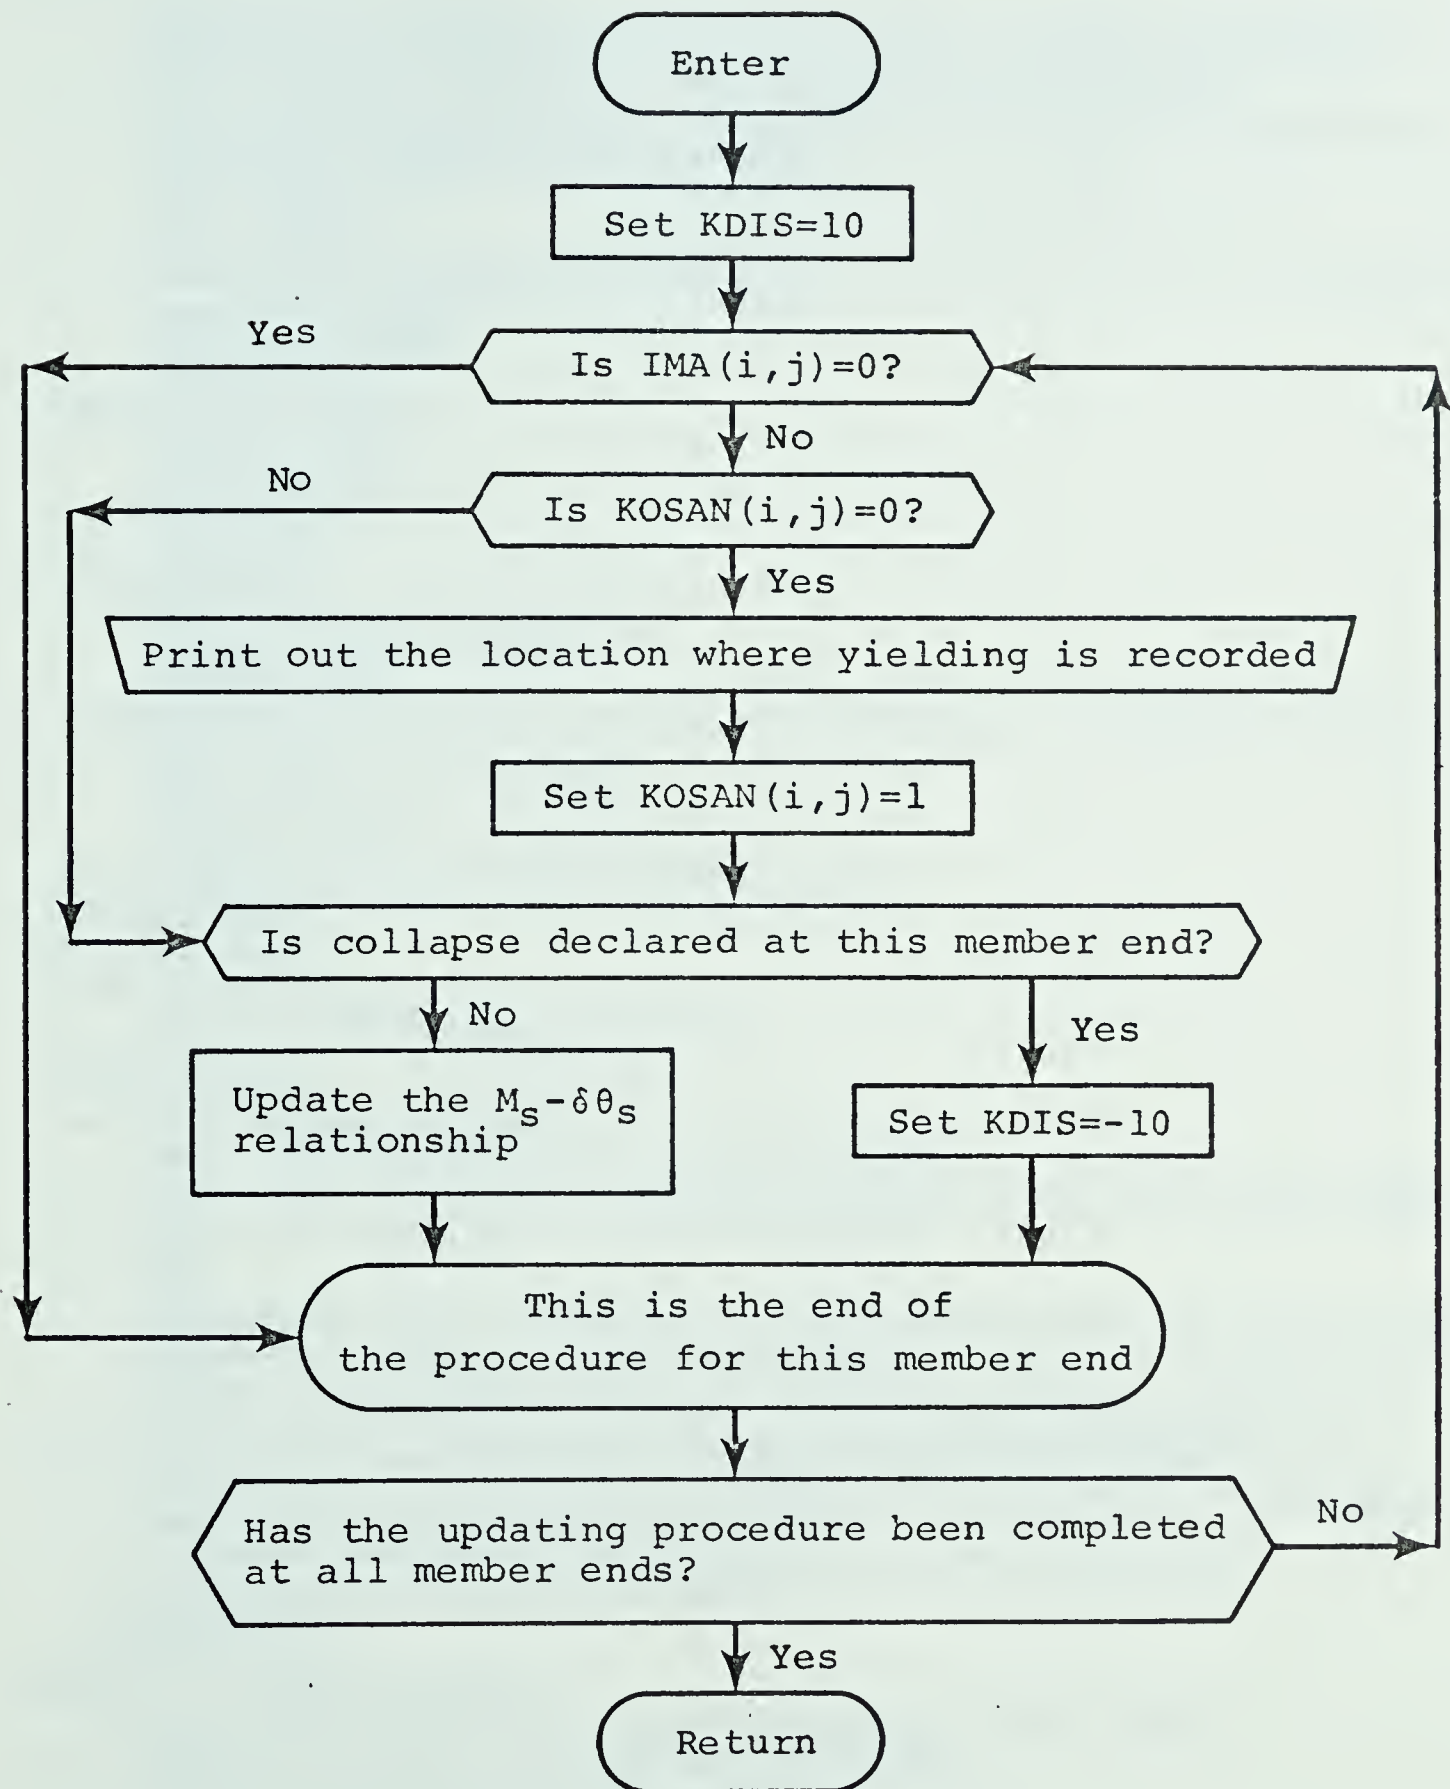 Enter
Set KDIS=10
Yes
Is IMA(i,j)=0?
No
No
Is KOSAN(i,j)=0?
Yes
Print out the location where yielding is recorded
Set KOSAN(i,j)=1
Is collapse declared at this member end?
No
Yes
Update the Mₛ-δθₛ
relationship
Set KDIS=-10
This is the end of
the procedure for this member end
Has the updating procedure been completed
at all member ends?
No
Yes
Return